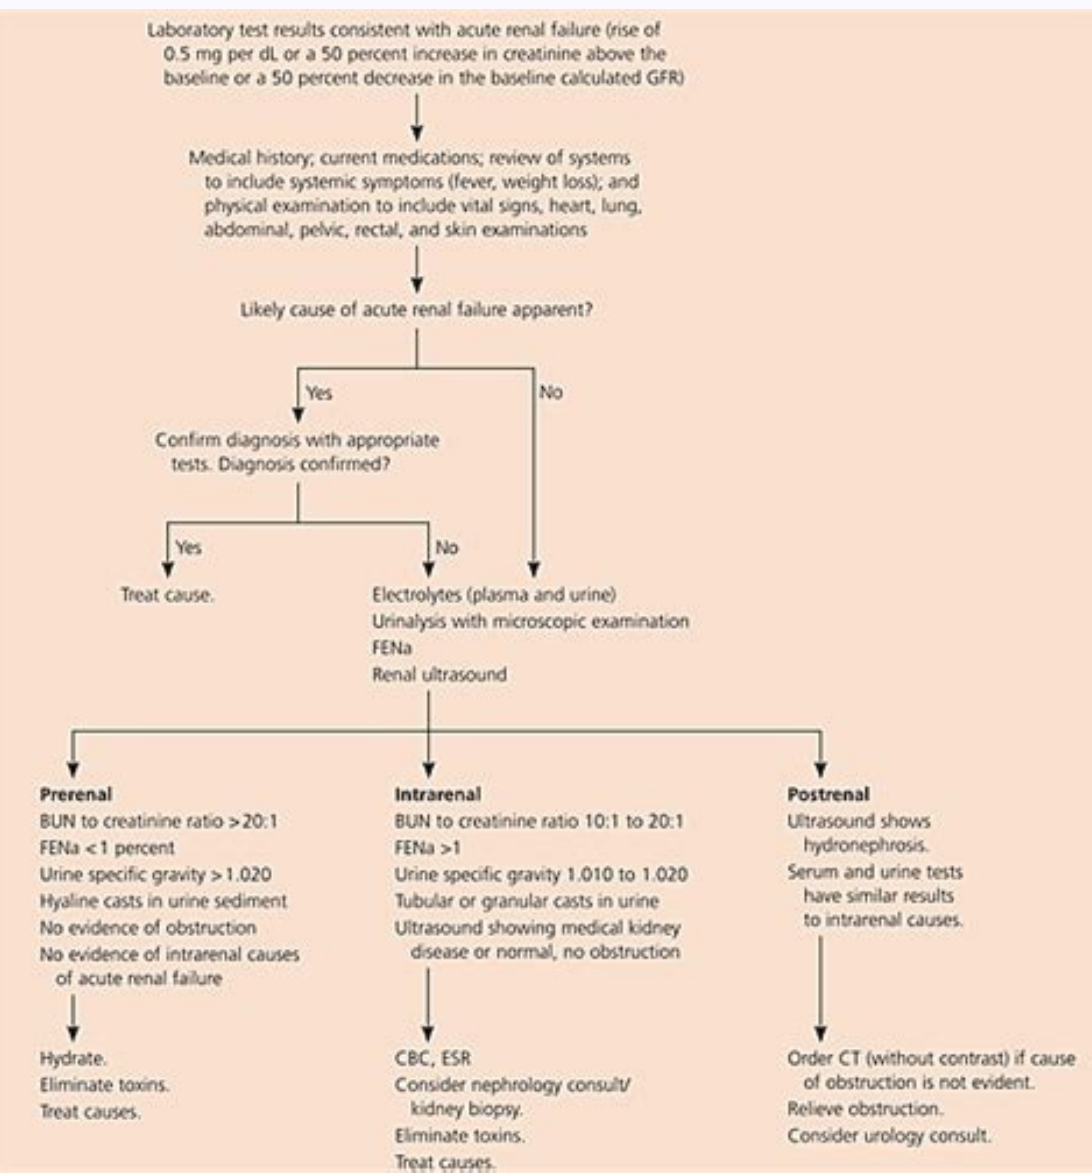 Laboratory test results consistent with acute renal failure (rise of
0.5 mg per dL or a 50 percent increase in creatinine above the
baseline or a 50 percent decrease in the baseline calculated GFR)
Medical history; current medications; review of systems
to include systemic symptoms (fever, weight loss); and
physical examination to include vital signs, heart, lung,
abdominal, pelvic, rectal, and skin examinations
Likely cause of acute renal failure apparent?
Yes
No
Confirm diagnosis with appropriate
tests. Diagnosis confirmed?
Yes
No
Treat cause.
Electrolytes (plasma and urine)
Urinalysis with microscopic examination
FENa
Renal ultrasound
Prerenal
BUN to creatinine ratio >20:1
FENa <1 percent
Urine specific gravity >1.020
Hyaline casts in urine sediment
No evidence of obstruction
No evidence of intrarenal causes
of acute renal failure
Hydrate.
Eliminate toxins.
Treat causes.
Intrarenal
BUN to creatinine ratio 10:1 to 20:1
FENa >1
Urine specific gravity 1.010 to 1.020
Tubular or granular casts in urine
Ultrasound showing medical kidney
disease or normal, no obstruction
CBC, ESR
Consider nephrology consult/
kidney biopsy.
Eliminate toxins.
Treat causes.
Postrenal
Ultrasound shows
hydronephrosis.
Serum and urine tests
have similar results
to intrarenal causes.
Order CT (without contrast) if cause
of obstruction is not evident.
Relieve obstruction.
Consider urology consult.